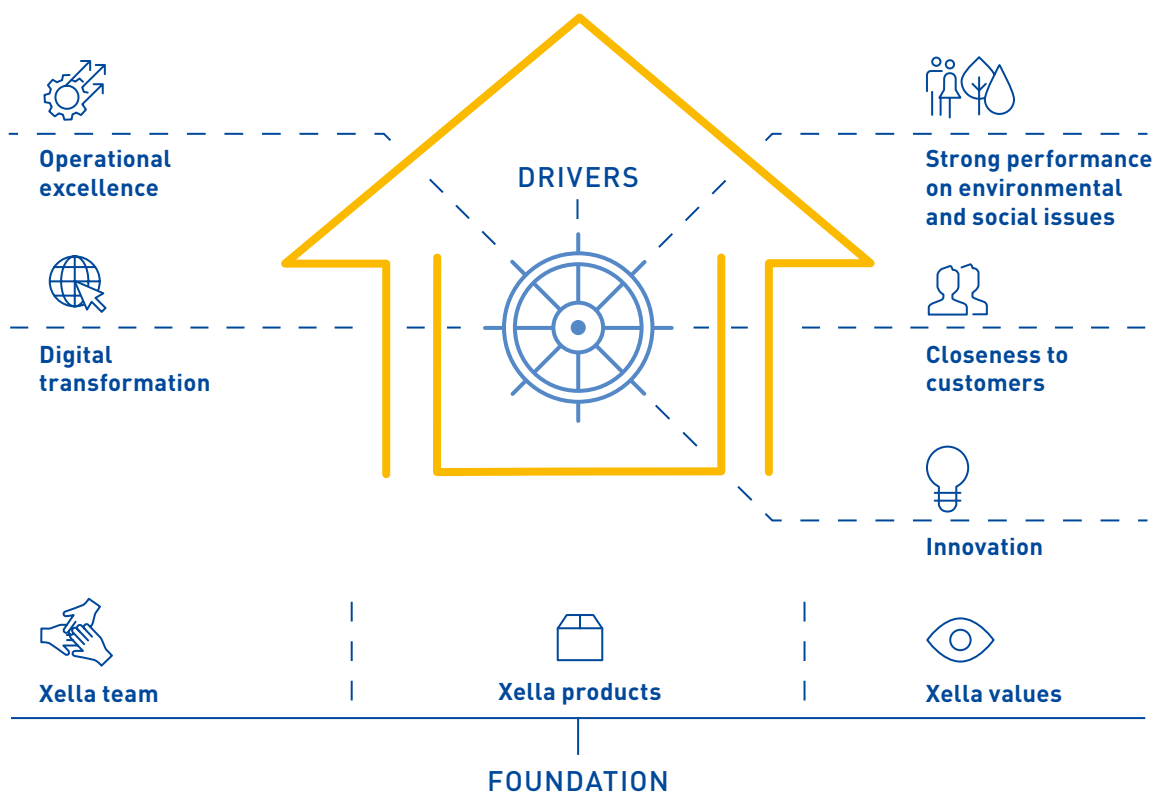 DRIVERS
Operational
excellence
Digital
transformation
Strong performance
on environmental
and social issues
Closeness to
customers
Innovation
Xella team
Xella products
Xella values
FOUNDATION